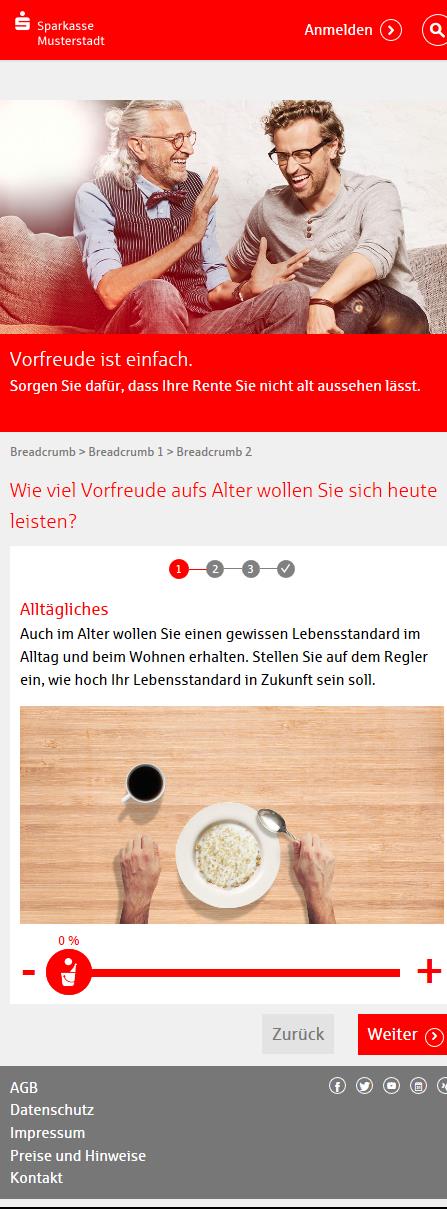 Sparkasse
Musterstadt
Anmelden
Vorfreude ist einfach.
Sorgen Sie dafür, dass Ihre Rente Sie nicht alt aussehen lässt.
Breadcrumb > Breadcrumb 1 > Breadcrumb 2
Wie viel Vorfreude aufs Alter wollen Sie sich heute
leisten?
1 2 3
Alltägliches
Auch im Alter wollen Sie einen gewissen Lebensstandard im
Alltag und beim Wohnen erhalten. Stellen Sie auf dem Regler
ein, wie hoch Ihr Lebensstandard in Zukunft sein soll.
0 %
- +
Zurück Weiter
AGB
Datenschutz
Impressum
Preise und Hinweise
Kontakt